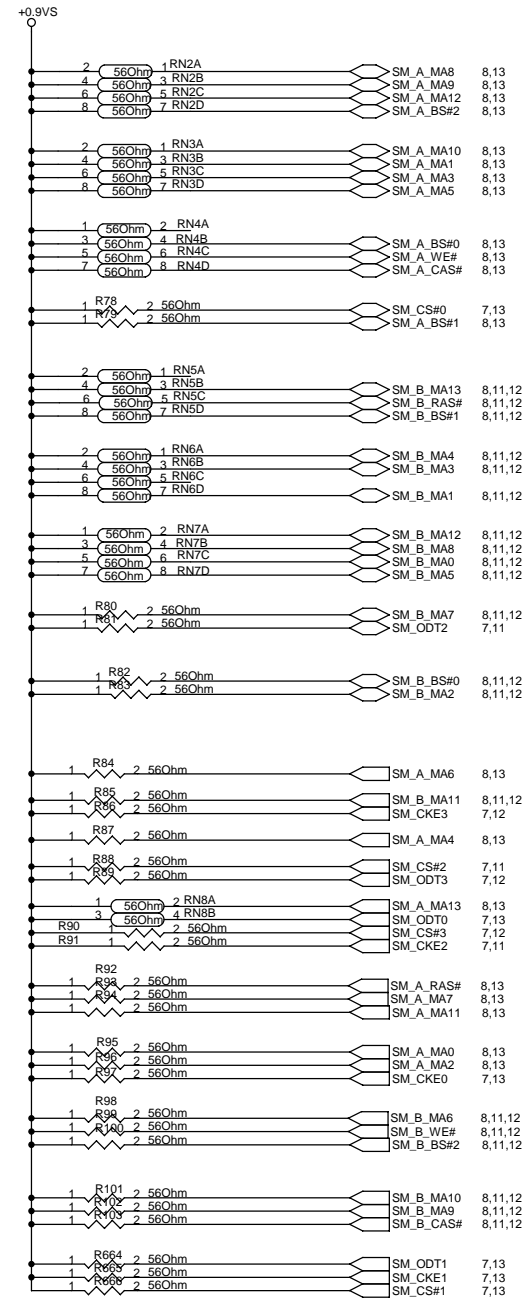 +0.9VS
2 56Ohm 1 RN2A SM_A_MA8 8,13
4 56Ohm 3 RN2B SM_A_MA9 8,13
6 56Ohm 5 RN2C SM_A_MA12 8,13
8 56Ohm 7 RN2D SM_A_BS#2 8,13
2 56Ohm 1 RN3A SM_A_MA10 8,13
4 56Ohm 3 RN3B SM_A_MA1 8,13
6 56Ohm 5 RN3C SM_A_MA3 8,13
8 56Ohm 7 RN3D SM_A_MA5 8,13
1 56Ohm 2 RN4A
3 56Ohm 4 RN4B SM_A_BS#0 8,13
5 56Ohm 6 RN4C SM_A_WE# 8,13
7 56Ohm 8 RN4D SM_A_CAS# 8,13
1 R78 2 56Ohm SM_CS#0 7,13
1 R79 2 56Ohm SM_A_BS#1 8,13
2 56Ohm 1 RN5A
4 56Ohm 3 RN5B SM_B_MA13 8,11,12
6 56Ohm 5 RN5C SM_B_RAS# 8,11,12
8 56Ohm 7 RN5D SM_B_BS#1 8,11,12
2 56Ohm 1 RN6A SM_B_MA4 8,11,12
4 56Ohm 3 RN6B SM_B_MA3 8,11,12
6 56Ohm 5 RN6C
8 56Ohm 7 RN6D SM_B_MA1 8,11,12
1 56Ohm 2 RN7A SM_B_MA12 8,11,12
3 56Ohm 4 RN7B SM_B_MA8 8,11,12
5 56Ohm 6 RN7C SM_B_MA0 8,11,12
7 56Ohm 8 RN7D SM_B_MA5 8,11,12
1 R80 2 56Ohm SM_B_MA7 8,11,12
1 R81 2 56Ohm SM_ODT2 7,11
1 R82 2 56Ohm SM_B_BS#0 8,11,12
1 R83 2 56Ohm SM_B_MA2 8,11,12
1 R84 2 56Ohm SM_A_MA6 8,13
1 R85 2 56Ohm SM_B_MA11 8,11,12
1 R86 2 56Ohm SM_CKE3 7,12
1 R87 2 56Ohm SM_A_MA4 8,13
1 R88 2 56Ohm SM_CS#2 7,11
1 R89 2 56Ohm SM_ODT3 7,12
1 56Ohm 2 RN8A SM_A_MA13 8,13
3 56Ohm 4 RN8B SM_ODT0 7,13
R90 1 2 56Ohm SM_CS#3 7,12
R91 1 2 56Ohm SM_CKE2 7,11
1 R92 2 56Ohm SM_A_RAS# 8,13
1 R93 2 56Ohm SM_A_MA7 8,13
1 R94 2 56Ohm SM_A_MA11 8,13
1 R95 2 56Ohm SM_A_MA0 8,13
1 R96 2 56Ohm SM_A_MA2 8,13
1 R97 2 56Ohm SM_CKE0 7,13
1 R98 2 56Ohm SM_B_MA6 8,11,12
1 R99 2 56Ohm SM_B_WE# 8,11,12
1 R100 2 56Ohm SM_B_BS#2 8,11,12
1 R101 2 56Ohm SM_B_MA10 8,11,12
1 R102 2 56Ohm SM_B_MA9 8,11,12
1 R103 2 56Ohm SM_B_CAS# 8,11,12
1 R664 2 56Ohm SM_ODT1 7,13
1 R665 2 56Ohm SM_CKE1 7,13
1 R666 2 56Ohm SM_CS#1 7,13